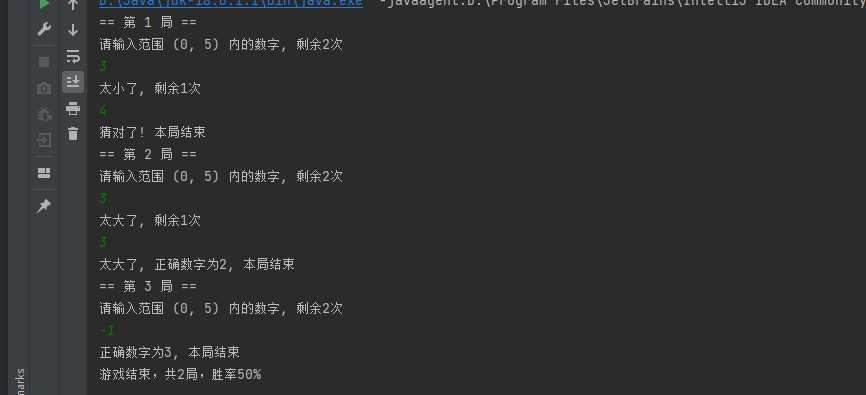 D:\Java\jdk-18.0.1.1\bin\java.exe" "-javaagent:D:\Program Files\JetBrains\IntelliJ IDEA Community
== 第 1 局 ==
请输入范围 (0, 5) 内的数字, 剩余2次
3
太小了, 剩余1次
4
猜对了! 本局结束
== 第 2 局 ==
请输入范围 (0, 5) 内的数字, 剩余2次
3
太大了, 剩余1次
3
太大了, 正确数字为2, 本局结束
== 第 3 局 ==
请输入范围 (0, 5) 内的数字, 剩余2次
-1
正确数字为3, 本局结束
游戏结束，共2局，胜率50%
marks